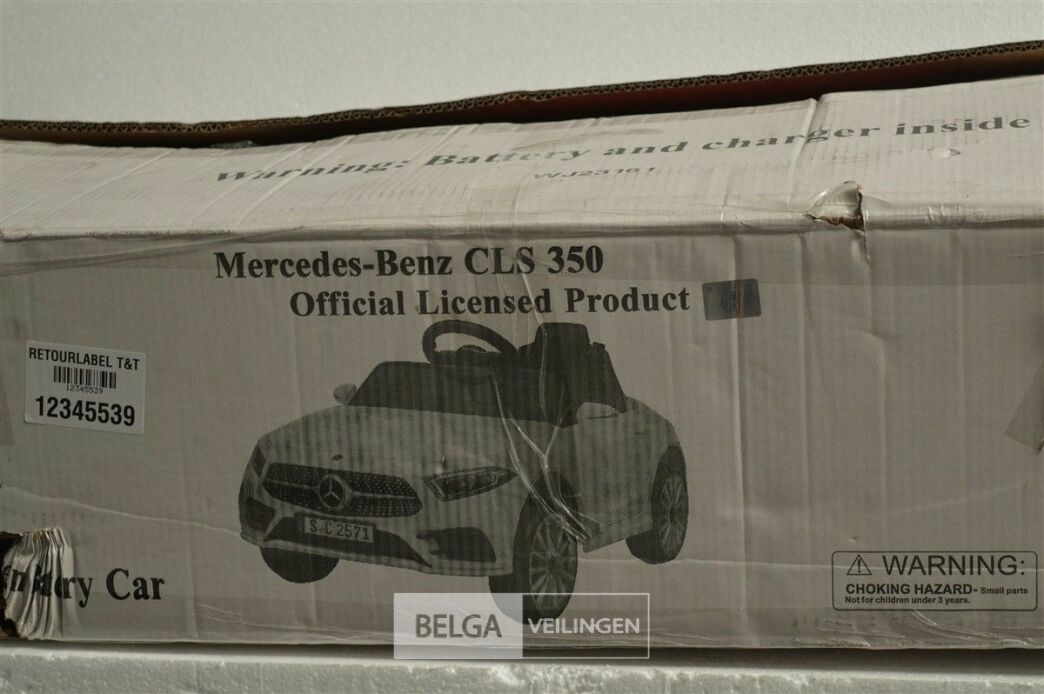 Warning: Battery and charger inside
Mercedes-Benz CLS 350
Official Licensed Product
RETOURLABEL T&T
12345539
12345539
S C 2571
Car
WARNING:
CHOKING HAZARD- Small parts
Not for children under 3 years.
BELGA VEILINGEN